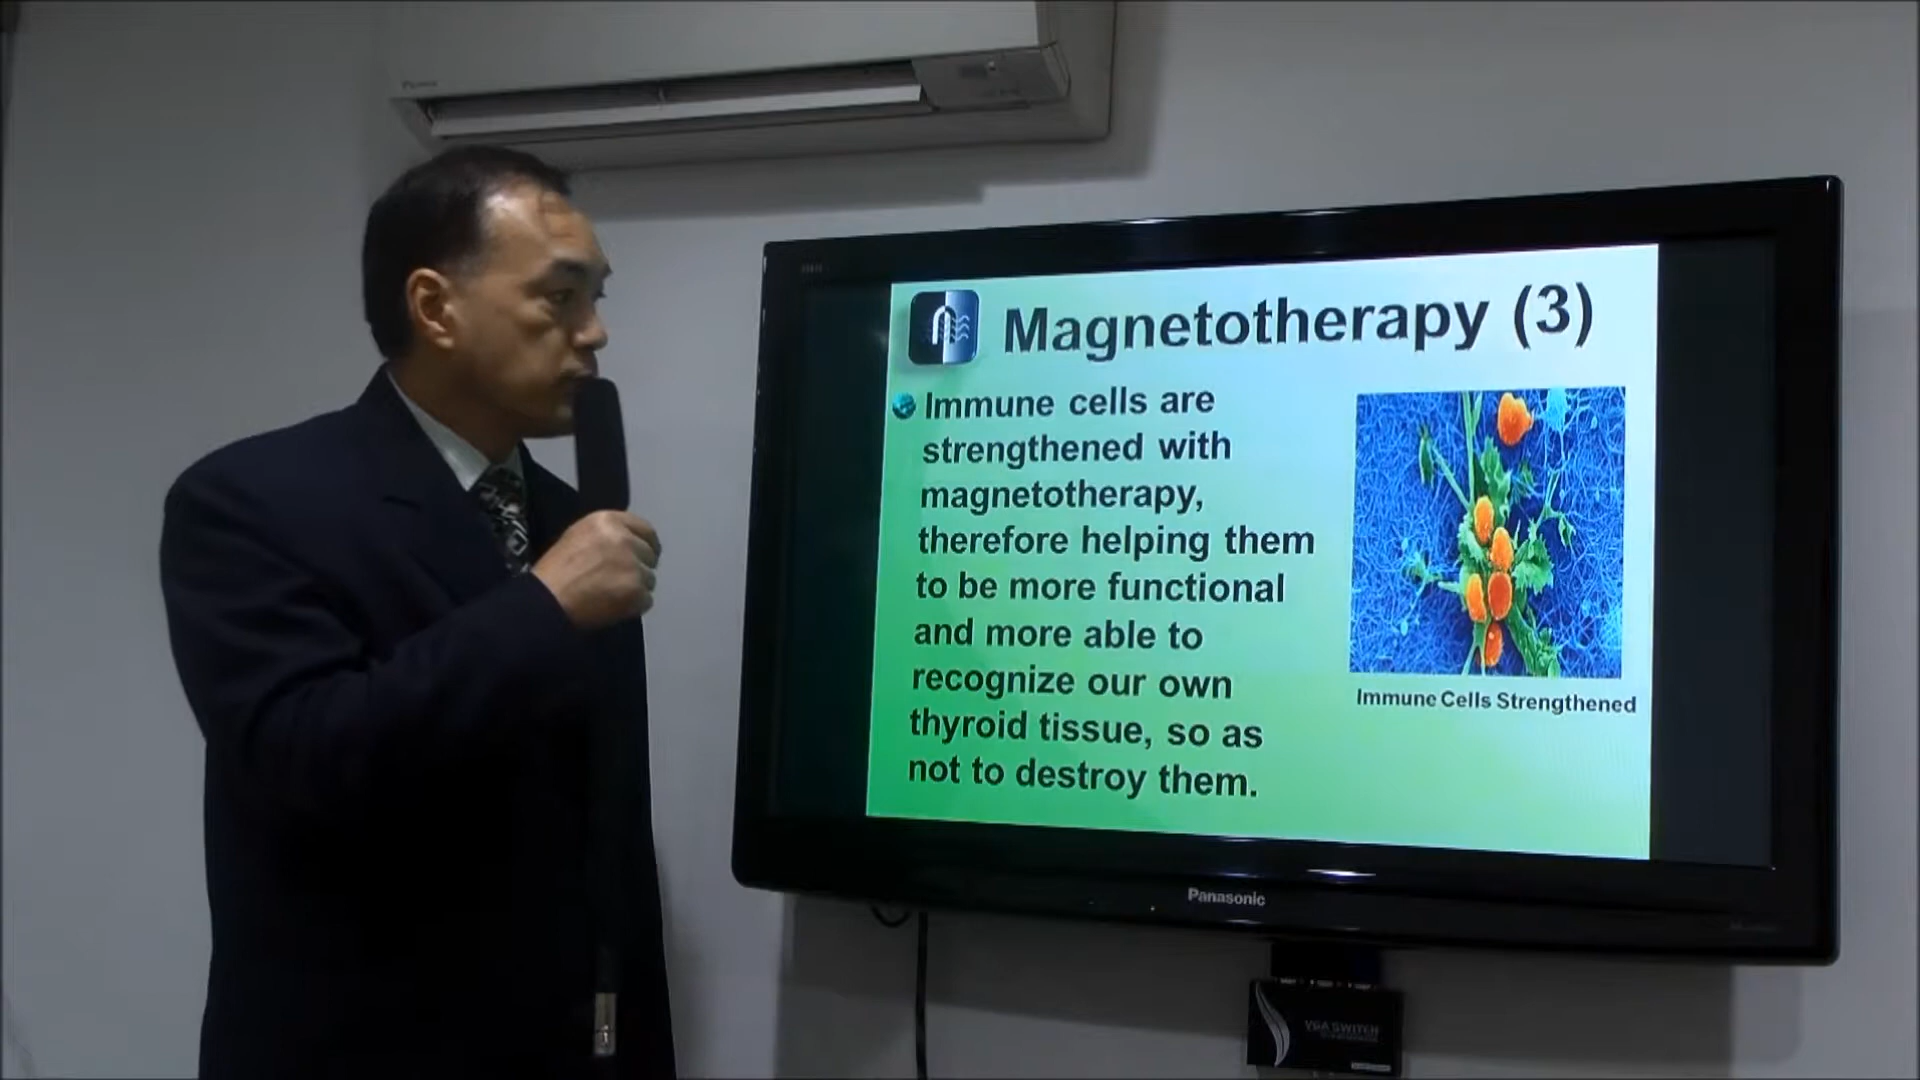 Magnetotherapy (3)
Immune cells are
strengthened with
magnetotherapy,
therefore helping them
to be more functional
and more able to
recognize our own
thyroid tissue, so as
not to destroy them.
Immune Cells Strengthened
Panasonic
VGA SWITCH